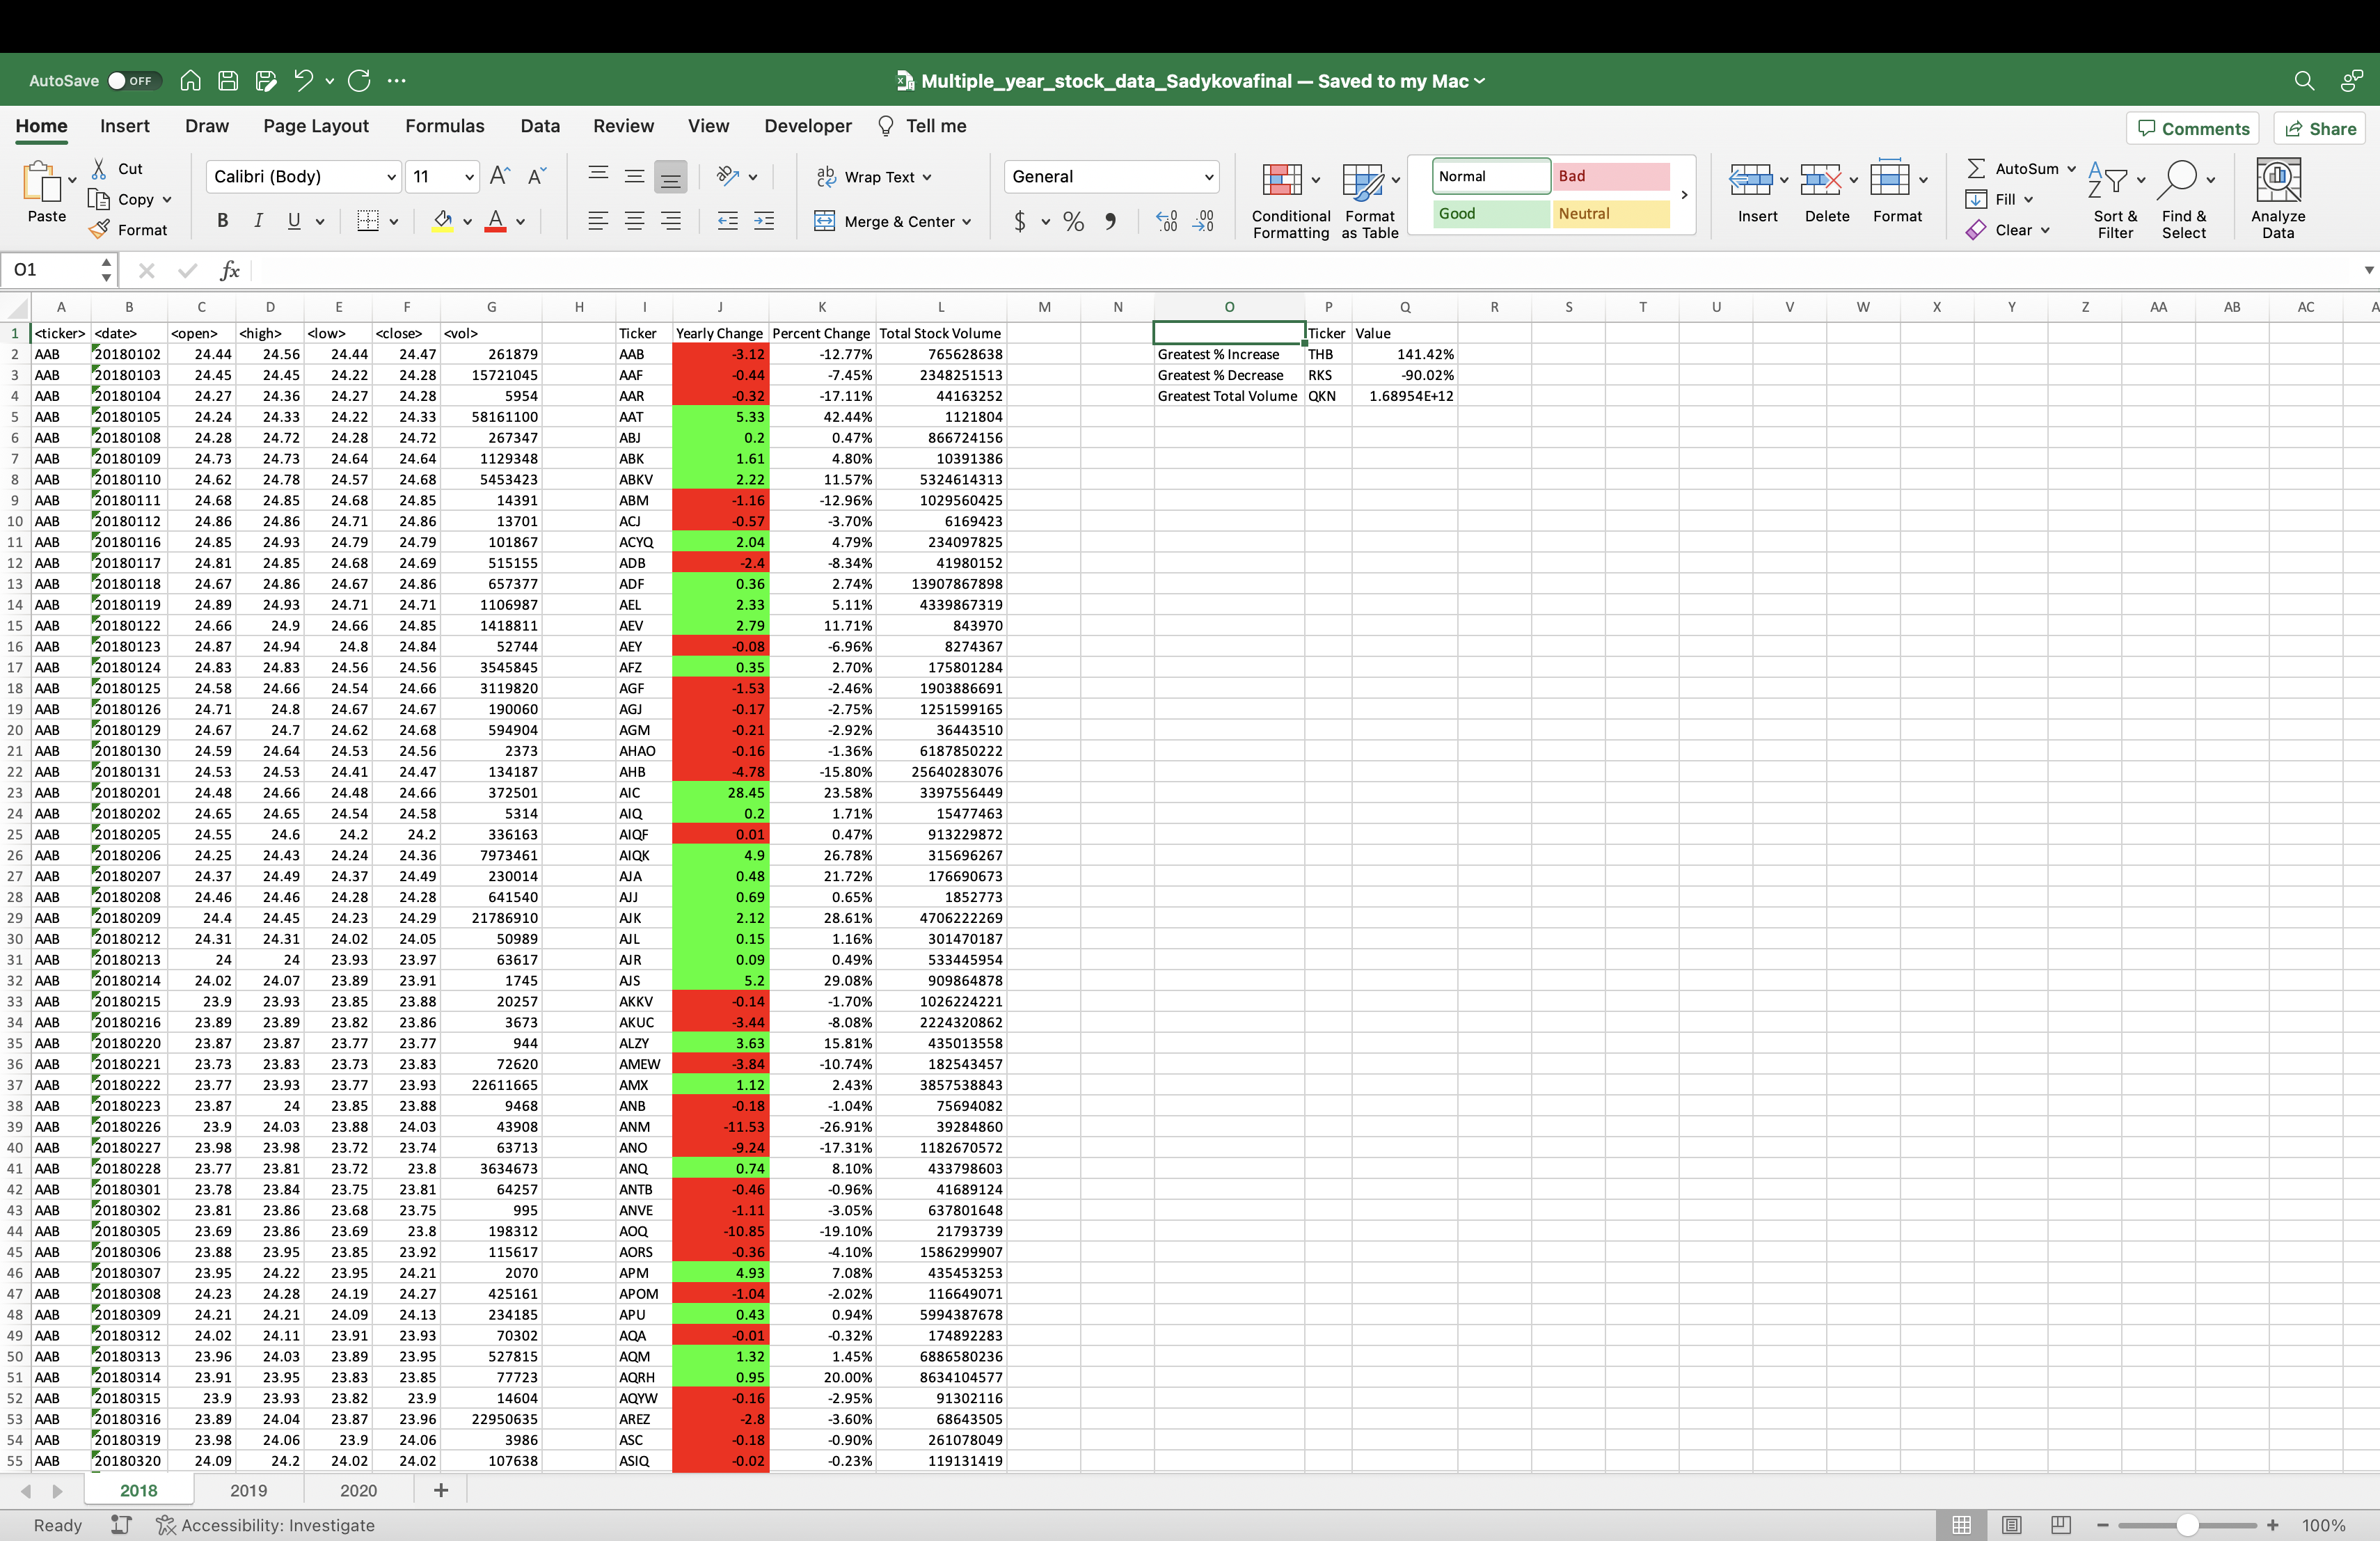 AutoSave OFF Multiple_year_stock_data_Sadykovafinal — Saved to my Mac
Home Insert Draw Page Layout Formulas Data Review View Developer Tell me Comments Share
Paste Cut Copy Format Calibri (Body) 11 Wrap Text Merge & Center General Conditional Formatting Format as Table Normal Bad Good Neutral Insert Delete Format AutoSum Fill Clear Sort & Filter Find & Select Analyze Data
O1 fx
A B C D E F G H I J K L M N O P Q R S T U V W X Y Z AA AB AC
1 <ticker> <date> <open> <high> <low> <close> <vol> Ticker Yearly Change Percent Change Total Stock Volume Ticker Value
2 AAB 20180102 24.44 24.56 24.44 24.47 261879 AAB -3.12 -12.77% 765628638 Greatest % Increase THB 141.42%
3 AAB 20180103 24.45 24.45 24.22 24.28 15721045 AAF -0.44 -7.45% 2348251513 Greatest % Decrease RKS -90.02%
4 AAB 20180104 24.27 24.36 24.27 24.28 5954 AAR -0.32 -17.11% 44163252 Greatest Total Volume QKN 1.68954E+12
5 AAB 20180105 24.24 24.33 24.22 24.33 58161100 AAT 5.33 42.44% 1121804
6 AAB 20180108 24.28 24.72 24.28 24.72 267347 ABJ 0.2 0.47% 866724156
7 AAB 20180109 24.73 24.73 24.64 24.64 1129348 ABK 1.61 4.80% 10391386
8 AAB 20180110 24.62 24.78 24.57 24.68 5453423 ABKV 2.22 11.57% 5324614313
9 AAB 20180111 24.68 24.85 24.68 24.85 14391 ABM -1.16 -12.96% 1029560425
10 AAB 20180112 24.86 24.86 24.71 24.86 13701 ACJ -0.57 -3.70% 6169423
11 AAB 20180116 24.85 24.93 24.79 24.79 101867 ACYQ 2.04 4.79% 234097825
12 AAB 20180117 24.81 24.85 24.68 24.69 515155 ADB -2.4 -8.34% 41980152
13 AAB 20180118 24.67 24.86 24.67 24.86 657377 ADF 0.36 2.74% 13907867898
14 AAB 20180119 24.89 24.93 24.71 24.71 1106987 AEL 2.33 5.11% 4339867319
15 AAB 20180122 24.66 24.9 24.66 24.85 1418811 AEV 2.79 11.71% 843970
16 AAB 20180123 24.87 24.94 24.8 24.84 52744 AEY -0.08 -6.96% 8274367
17 AAB 20180124 24.83 24.83 24.56 24.56 3545845 AFZ 0.35 2.70% 175801284
18 AAB 20180125 24.58 24.66 24.54 24.66 3119820 AGF -1.53 -2.46% 1903886691
19 AAB 20180126 24.71 24.8 24.67 24.67 190060 AGJ -0.17 -2.75% 1251599165
20 AAB 20180129 24.67 24.7 24.62 24.68 594904 AGM -0.21 -2.92% 36443510
21 AAB 20180130 24.59 24.64 24.53 24.56 2373 AHAO -0.16 -1.36% 6187850222
22 AAB 20180131 24.53 24.53 24.41 24.47 134187 AHB -4.78 -15.80% 25640283076
23 AAB 20180201 24.48 24.66 24.48 24.66 372501 AIC 28.45 23.58% 3397556449
24 AAB 20180202 24.65 24.65 24.54 24.58 5314 AIQ 0.2 1.71% 15477463
25 AAB 20180205 24.55 24.6 24.2 24.2 336163 AIQF 0.01 0.47% 913229872
26 AAB 20180206 24.25 24.43 24.24 24.36 7973461 AIQK 4.9 26.78% 315696267
27 AAB 20180207 24.37 24.49 24.37 24.49 230014 AJA 0.48 21.72% 176690673
28 AAB 20180208 24.46 24.46 24.28 24.28 641540 AJJ 0.69 0.65% 1852773
29 AAB 20180209 24.4 24.45 24.23 24.29 21786910 AJK 2.12 28.61% 4706222269
30 AAB 20180212 24.31 24.31 24.02 24.05 50989 AJL 0.15 1.16% 301470187
31 AAB 20180213 24 24 23.93 23.97 63617 AJR 0.09 0.49% 533445954
32 AAB 20180214 24.02 24.07 23.89 23.91 1745 AJS 5.2 29.08% 909864878
33 AAB 20180215 23.9 23.93 23.85 23.88 20257 AKKV -0.14 -1.70% 1026224221
34 AAB 20180216 23.89 23.89 23.82 23.86 3673 AKUC -3.44 -8.08% 2224320862
35 AAB 20180220 23.87 23.87 23.77 23.77 944 ALZY 3.63 15.81% 435013558
36 AAB 20180221 23.73 23.83 23.73 23.83 72620 AMEW -3.84 -10.74% 182543457
37 AAB 20180222 23.77 23.93 23.77 23.93 22611665 AMX 1.12 2.43% 3857538843
38 AAB 20180223 23.87 24 23.85 23.88 9468 ANB -0.18 -1.04% 75694082
39 AAB 20180226 23.9 24.03 23.88 24.03 43908 ANM -11.53 -26.91% 39284860
40 AAB 20180227 23.98 23.98 23.72 23.74 63713 ANO -9.24 -17.31% 1182670572
41 AAB 20180228 23.77 23.81 23.72 23.8 3634673 ANQ 0.74 8.10% 433798603
42 AAB 20180301 23.78 23.84 23.75 23.81 64257 ANTB -0.46 -0.96% 41689124
43 AAB 20180302 23.81 23.86 23.68 23.75 995 ANVE -1.11 -3.05% 637801648
44 AAB 20180305 23.69 23.86 23.69 23.8 198312 AOQ -10.85 -19.10% 21793739
45 AAB 20180306 23.88 23.95 23.85 23.92 115617 AORS -0.36 -4.10% 1586299907
46 AAB 20180307 23.95 24.22 23.95 24.21 2070 APM 4.93 7.08% 435453253
47 AAB 20180308 24.23 24.28 24.19 24.27 425161 APOM -1.04 -2.02% 116649071
48 AAB 20180309 24.21 24.21 24.09 24.13 234185 APU 0.43 0.94% 5994387678
49 AAB 20180312 24.02 24.11 23.91 23.93 70302 AQA -0.01 -0.32% 174892283
50 AAB 20180313 23.96 24.03 23.89 23.95 527815 AQM 1.32 1.45% 6886580236
51 AAB 20180314 23.91 23.95 23.83 23.85 77723 AQRH 0.95 20.00% 8634104577
52 AAB 20180315 23.9 23.93 23.82 23.9 14604 AQYW -0.16 -2.95% 91302116
53 AAB 20180316 23.89 24.04 23.87 23.96 22950635 AREZ -2.8 -3.60% 68643505
54 AAB 20180319 23.98 24.06 23.9 24.06 3986 ASC -0.18 -0.90% 261078049
55 AAB 20180320 24.09 24.2 24.02 24.02 107638 ASIQ -0.02 -0.23% 119131419
2018 2019 2020 +
Ready Accessibility: Investigate 100%